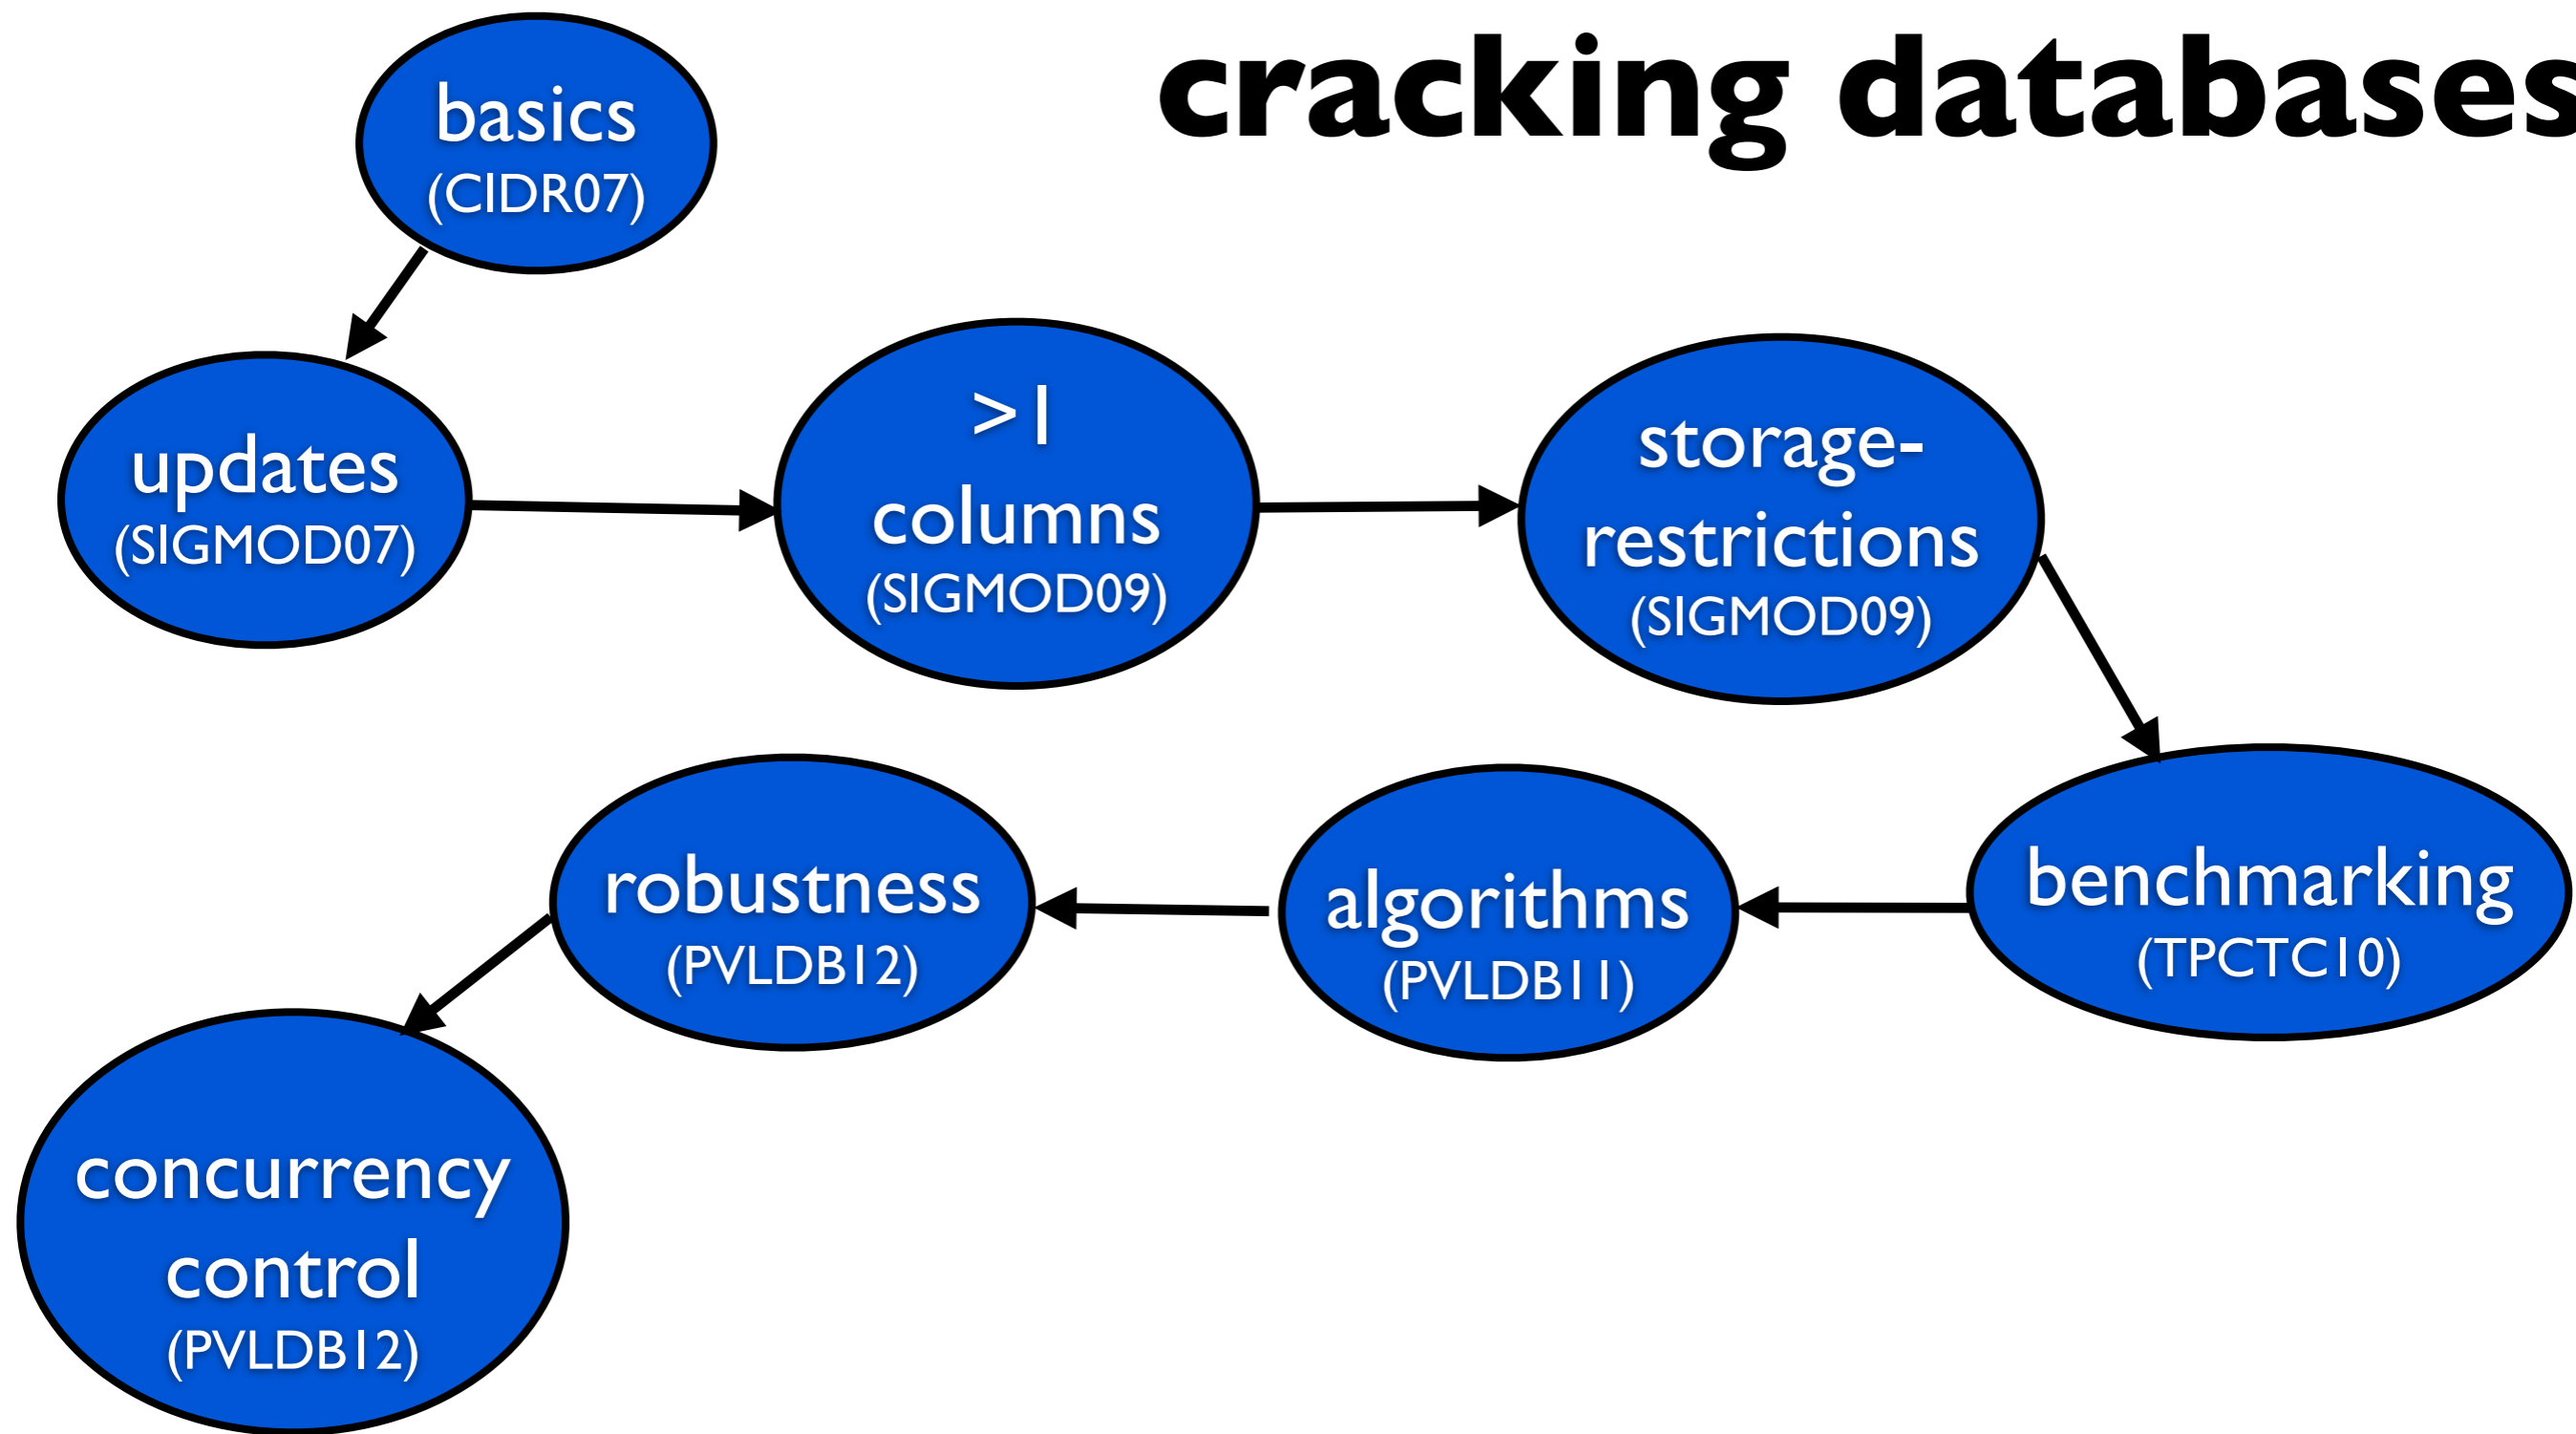 cracking databases
basics
(CIDR07)
updates
(SIGMOD07)
>1
columns
(SIGMOD09)
storage-
restrictions
(SIGMOD09)
benchmarking
(TPCTC10)
algorithms
(PVLDB11)
robustness
(PVLDB12)
concurrency
control
(PVLDB12)